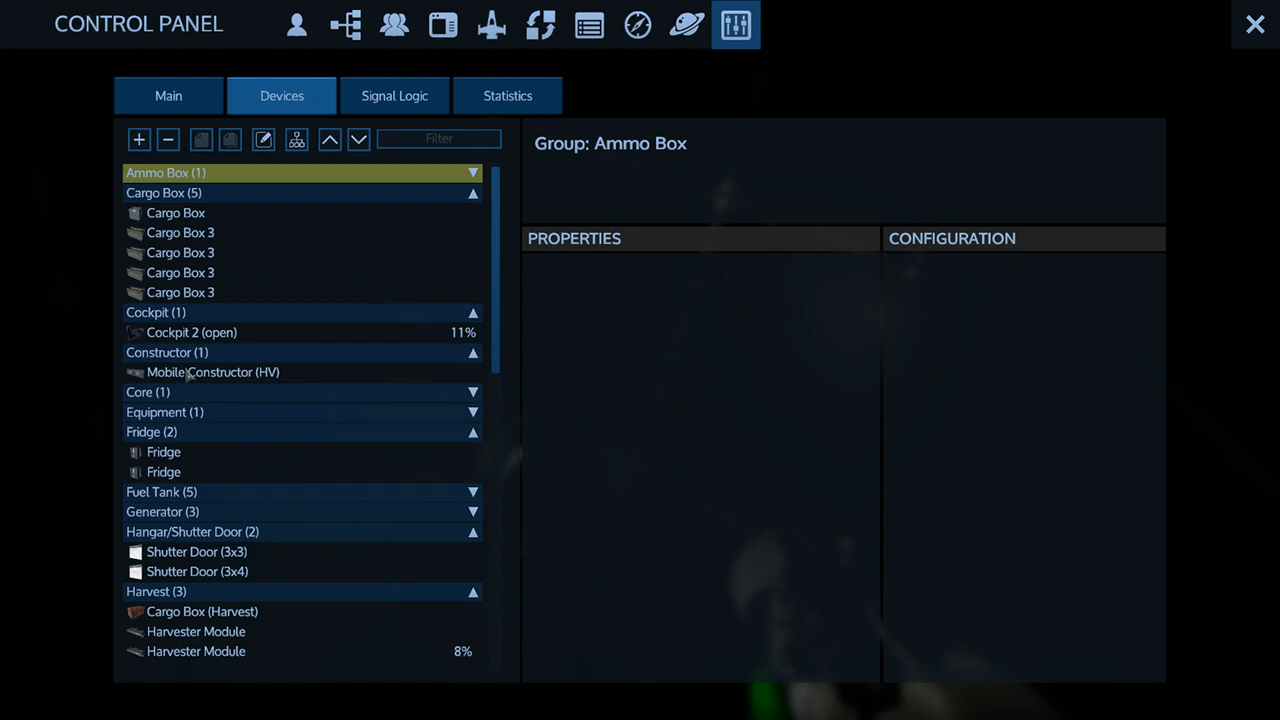 CONTROL PANEL
Main
Devices
Signal Logic
Statistics
Filter
Group: Ammo Box
Ammo Box (1)
Cargo Box (5)
Cargo Box
Cargo Box 3
Cargo Box 3
Cargo Box 3
Cargo Box 3
Cockpit (1)
Cockpit 2 (open) 11%
Constructor (1)
Mobile Constructor (HV)
Core (1)
Equipment (1)
Fridge (2)
Fridge
Fridge
Fuel Tank (5)
Generator (3)
Hangar/Shutter Door (2)
Shutter Door (3x3)
Shutter Door (3x4)
Harvest (3)
Cargo Box (Harvest)
Harvester Module
Harvester Module 8%
PROPERTIES
CONFIGURATION